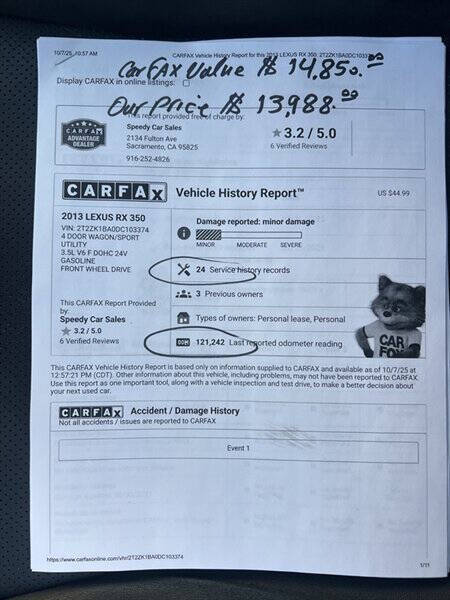 10/7/25, 10:57 AM
CARFAX Vehicle History Report for this 2013 LEXUS RX 350: 2T2ZK1BA0DC103374
CarFAX Value $ 14,850.00
Display CARFAX in online listings:
Our Price $ 13,988.00
This report provided free of charge by:
CARFAX
ADVANTAGE
DEALER
Speedy Car Sales
2134 Fulton Ave
Sacramento, CA 95825
916-252-4826
3.2 / 5.0
6 Verified Reviews
CARFAX Vehicle History Report™
US $44.99
2013 LEXUS RX 350
VIN: 2T2ZK1BA0DC103374
4 DOOR WAGON/SPORT
UTILITY
3.5L V6 F DOHC 24V
GASOLINE
FRONT WHEEL DRIVE
This CARFAX Report Provided
by:
Speedy Car Sales
3.2 / 5.0
6 Verified Reviews
Damage reported: minor damage
MINOR MODERATE SEVERE
24 Service history records
3 Previous owners
Types of owners: Personal lease, Personal
ODM 121,242 Last reported odometer reading
CAR
FOX
This CARFAX Vehicle History Report is based only on information supplied to CARFAX and available as of 10/7/25 at
12:57:21 PM (CDT). Other information about this vehicle, including problems, may not have been reported to CARFAX.
Use this report as one important tool, along with a vehicle inspection and test drive, to make a better decision about
your next used car.
CARFAX Accident / Damage History
Not all accidents / issues are reported to CARFAX
Event 1
https://www.carfaxonline.com/vhr/2T2ZK1BA0DC103374
1/11